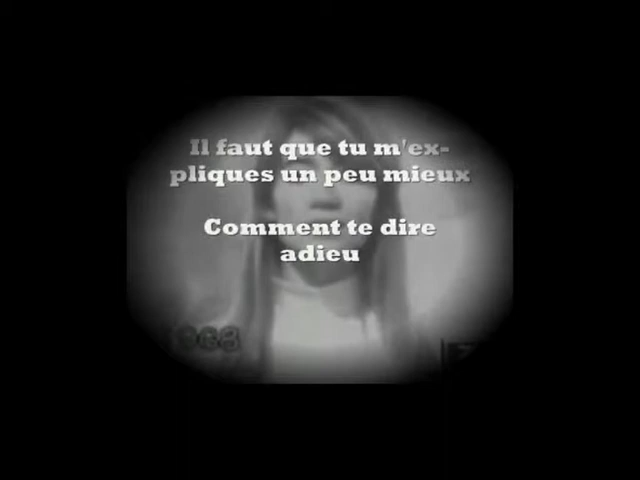 Il faut que tu m'ex-
pliques un peu mieux
Comment te dire
adieu